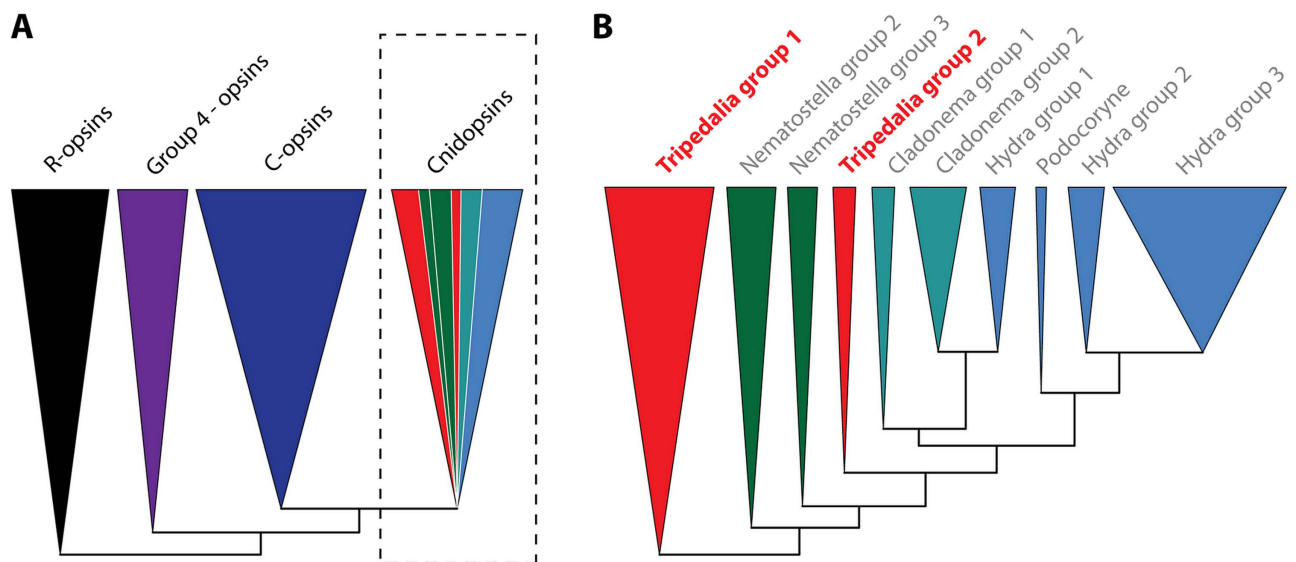 A
R-opsins
Group 4 - opsins
C-opsins
Cnidopsins
B
Tripedalia group 1
Nematostella group 2
Nematostella group 3
Tripedalia group 2
Cladonema group 1
Cladonema group 2
Hydra group 1
Podocoryne
Hydra group 2
Hydra group 3